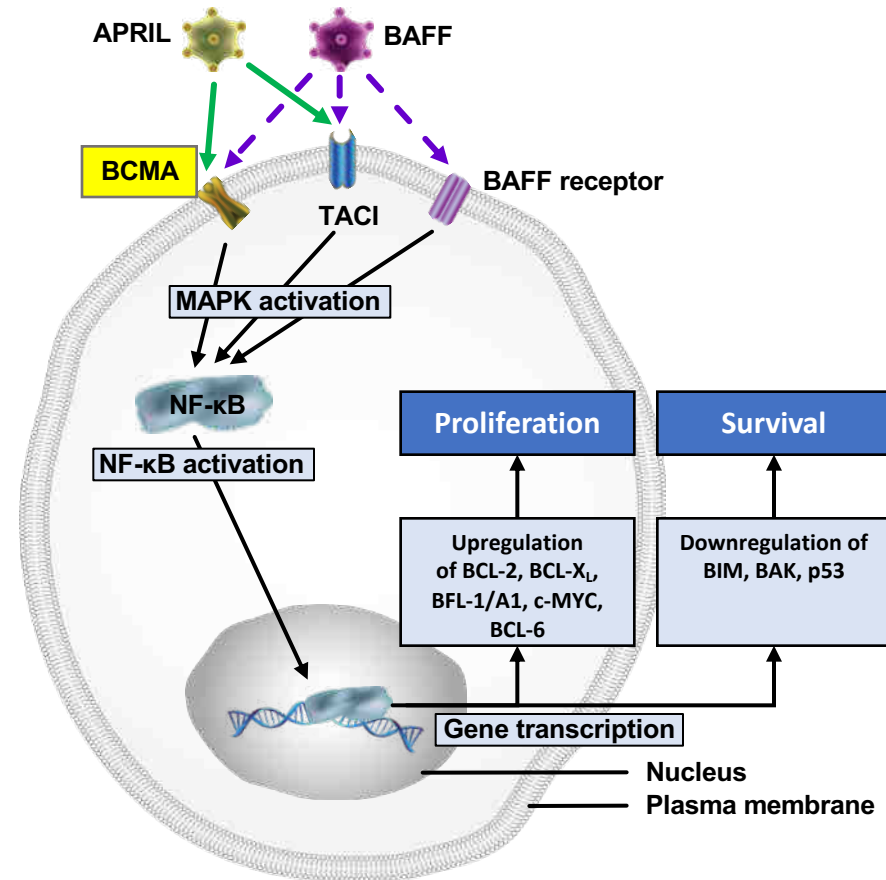 APRIL
BAFF
BCMA
TACI
BAFF receptor
MAPK activation
NF-κB
NF-κB activation
Proliferation
Survival
Upregulation
of BCL-2, BCL-X_L,
BFL-1/A1, c-MYC,
BCL-6
Downregulation of
BIM, BAK, p53
Gene transcription
Nucleus
Plasma membrane